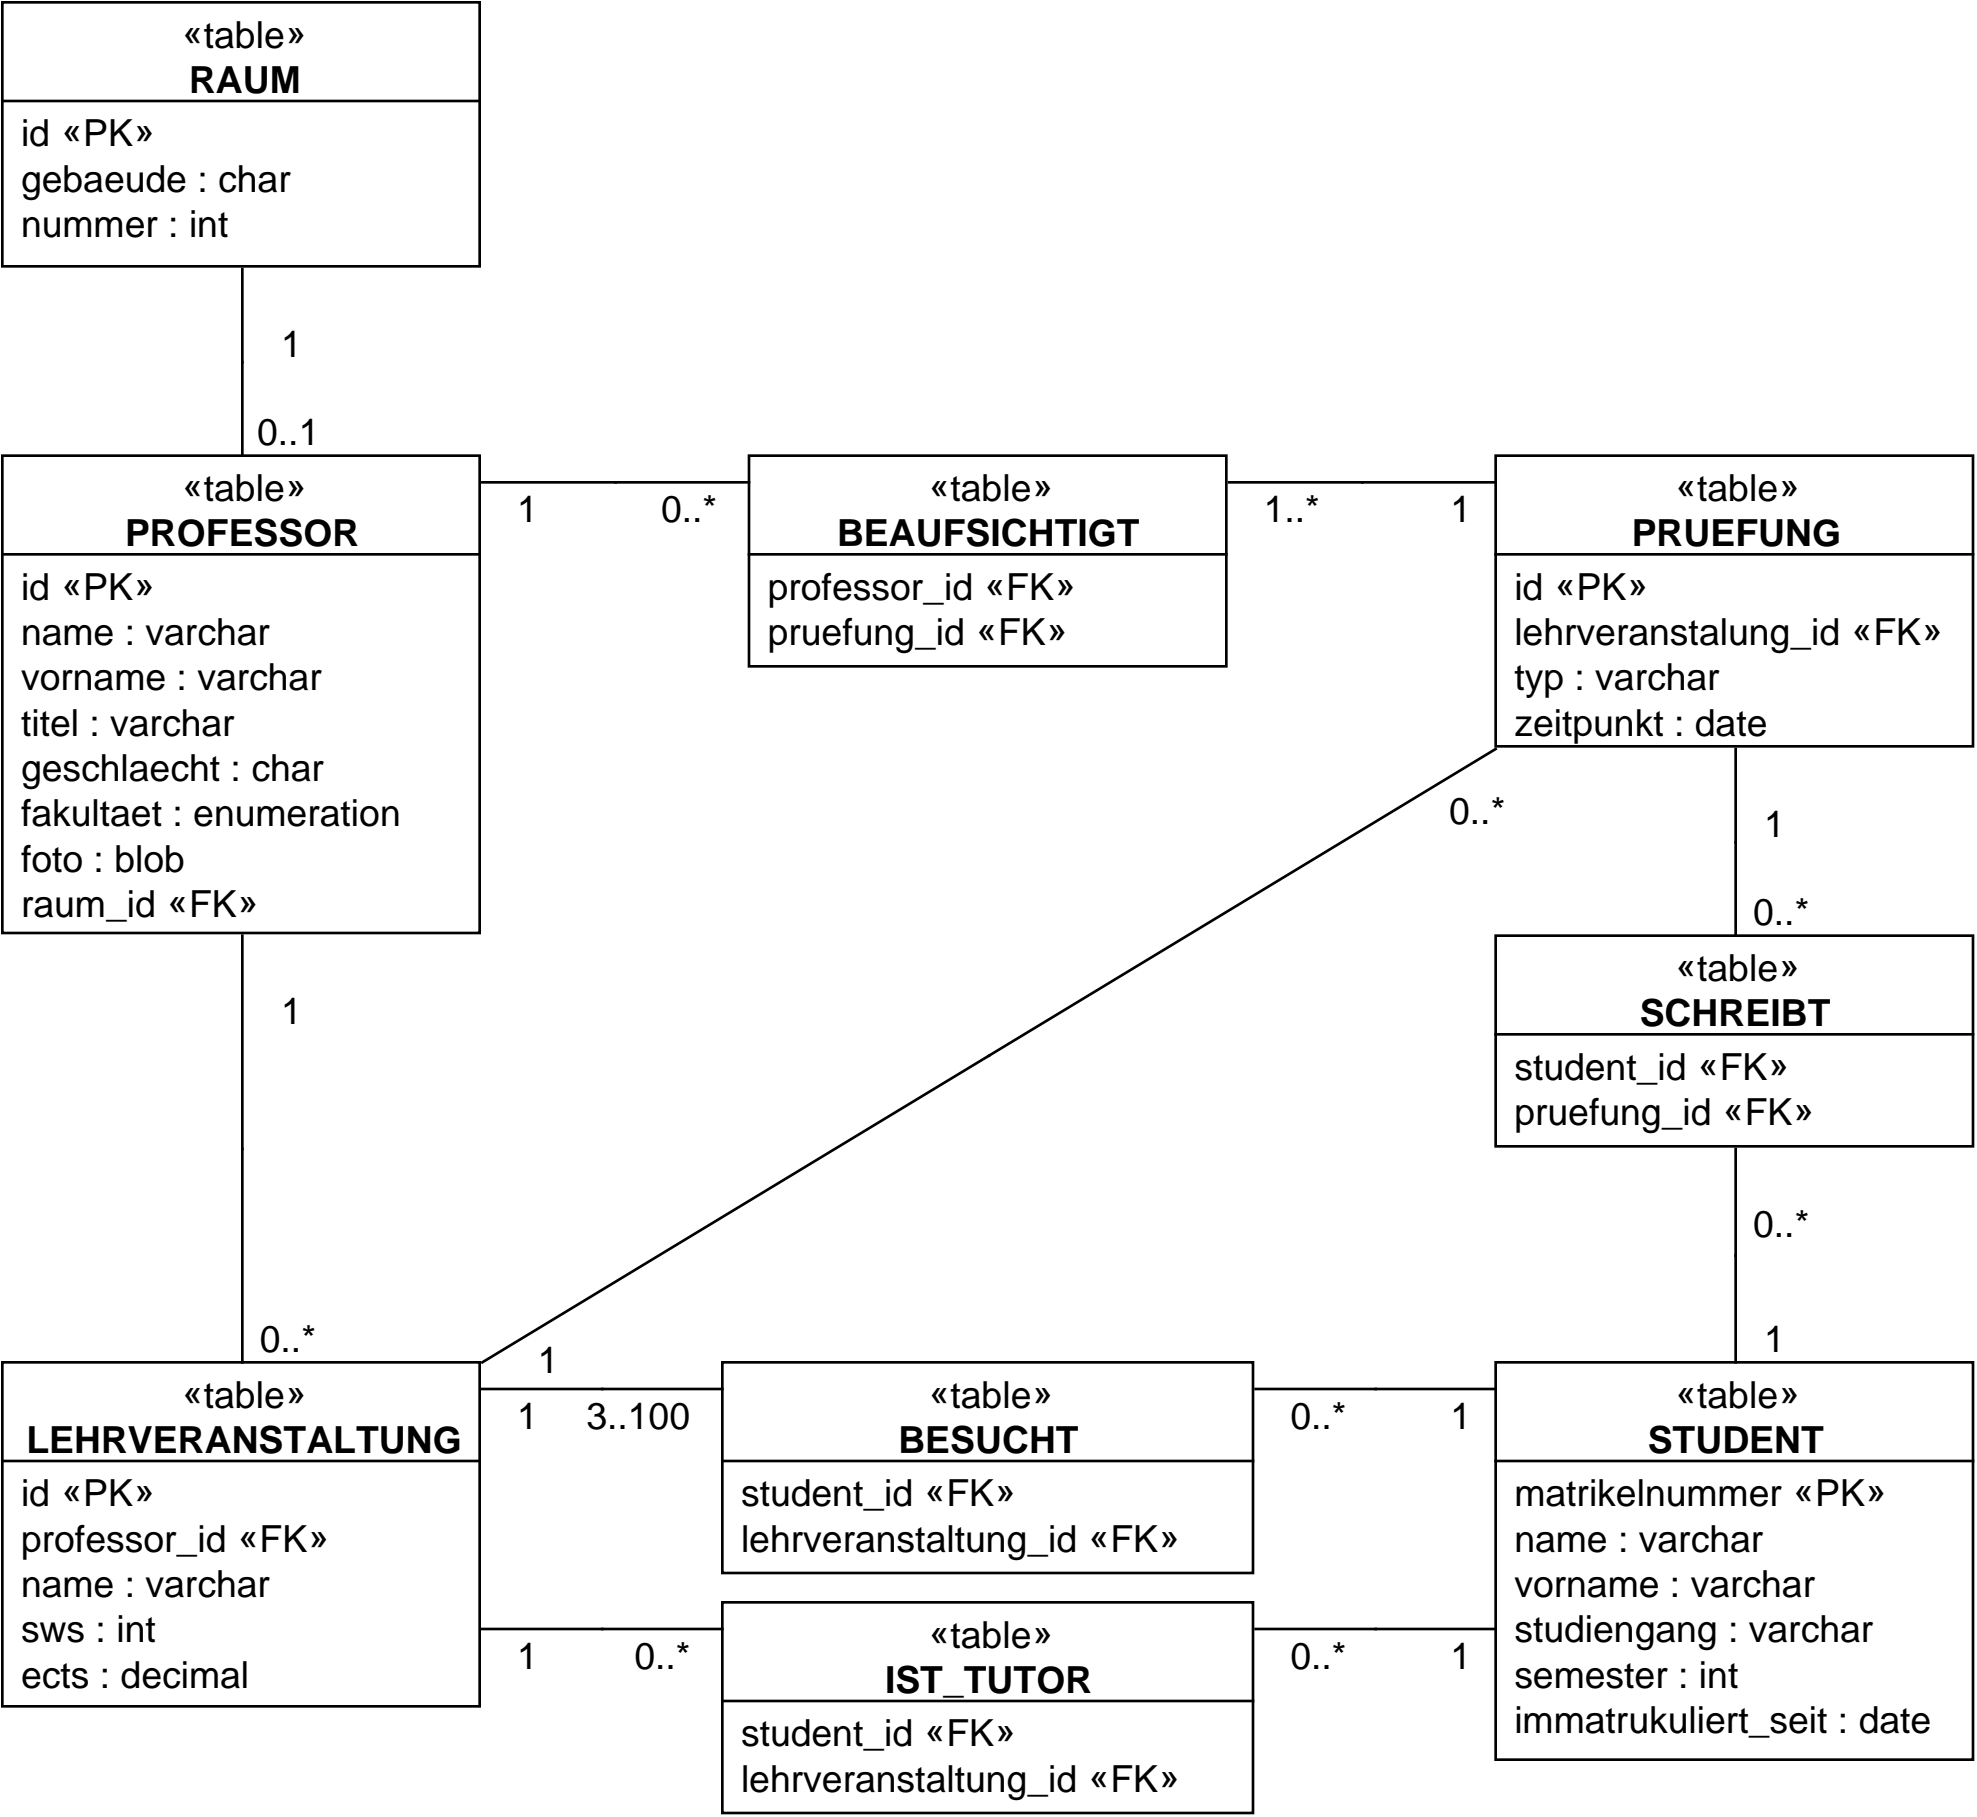 «table»
RAUM
id «PK»
gebaeude : char
nummer : int
1
0..1
«table»
PROFESSOR
id «PK»
name : varchar
vorname : varchar
titel : varchar
geschlaecht : char
fakultaet : enumeration
foto : blob
raum_id «FK»
1
0..*
«table»
BEAUFSICHTIGT
professor_id «FK»
pruefung_id «FK»
1..*
1
«table»
PRUEFUNG
id «PK»
lehrveranstalung_id «FK»
typ : varchar
zeitpunkt : date
0..*
1
0..*
«table»
SCHREIBT
student_id «FK»
pruefung_id «FK»
0..*
1
1
0..*
1
«table»
LEHRVERANSTALTUNG
id «PK»
professor_id «FK»
name : varchar
sws : int
ects : decimal
1
3..100
«table»
BESUCHT
student_id «FK»
lehrveranstaltung_id «FK»
0..*
1
1
0..*
«table»
IST_TUTOR
student_id «FK»
lehrveranstaltung_id «FK»
0..*
1
«table»
STUDENT
matrikelnummer «PK»
name : varchar
vorname : varchar
studiengang : varchar
semester : int
immatrukuliert_seit : date